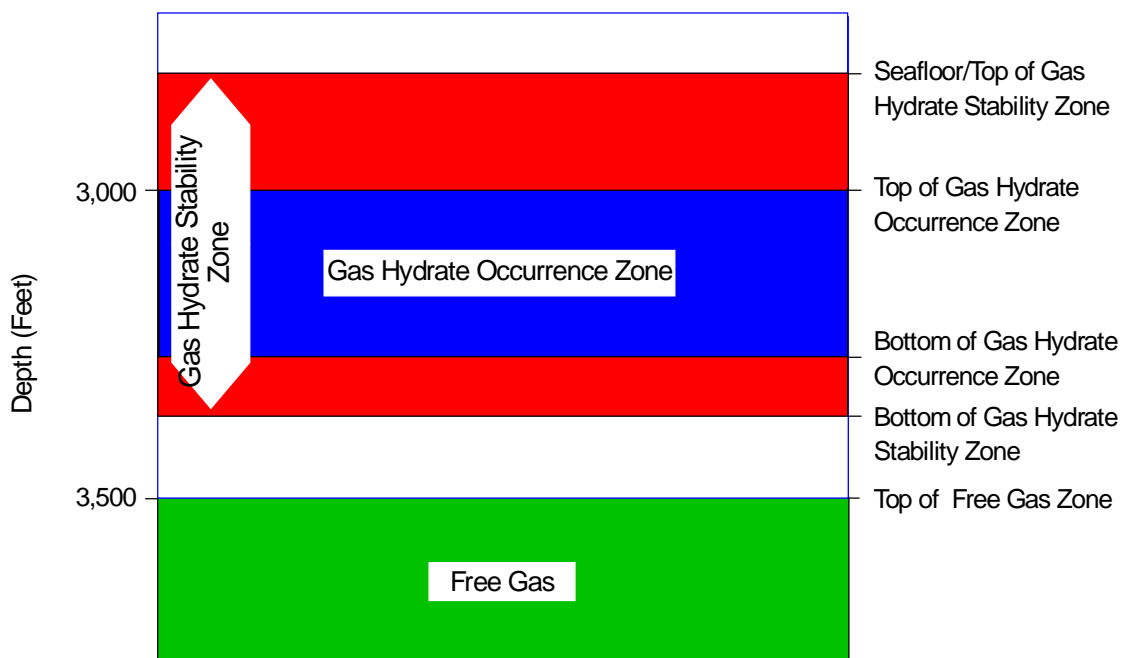 Seafloor/Top of Gas
Hydrate Stability Zone
3,000
Top of Gas Hydrate
Occurrence Zone
Gas Hydrate Stability
Zone
Gas Hydrate Occurrence Zone
Depth (Feet)
Bottom of Gas Hydrate
Occurrence Zone
Bottom of Gas Hydrate
Stability Zone
3,500
Top of Free Gas Zone
Free Gas